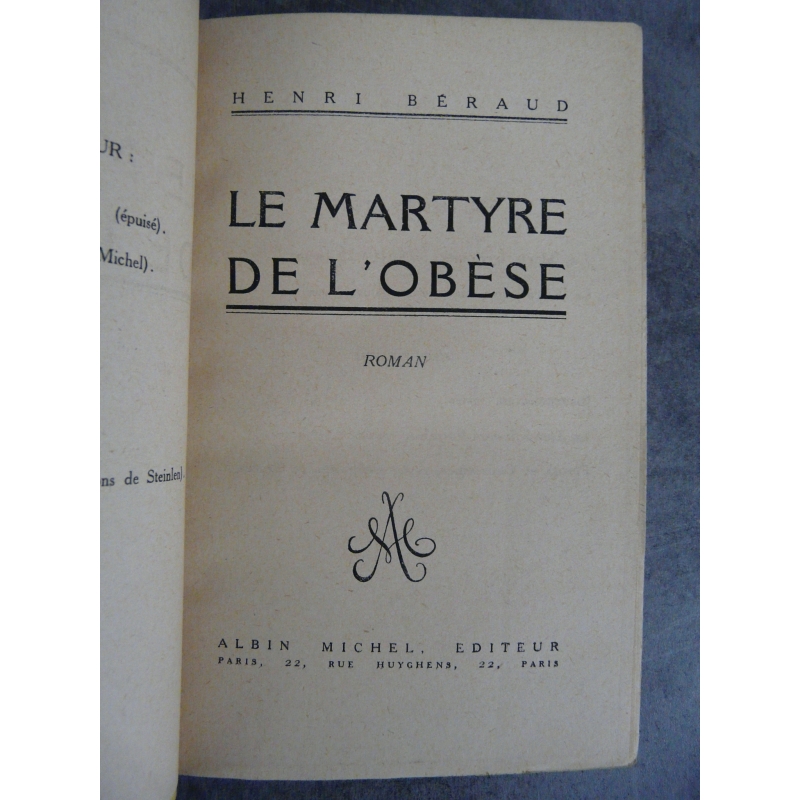 UR :
(épuisé).
Michel).
ns de Steinlen).
HENRI BÉRAUD
LE MARTYRE
DE L'OBÈSE
ROMAN
AM
ALBIN MICHEL, EDITEUR
PARIS, 22, RUE HUYGHENS, 22, PARIS